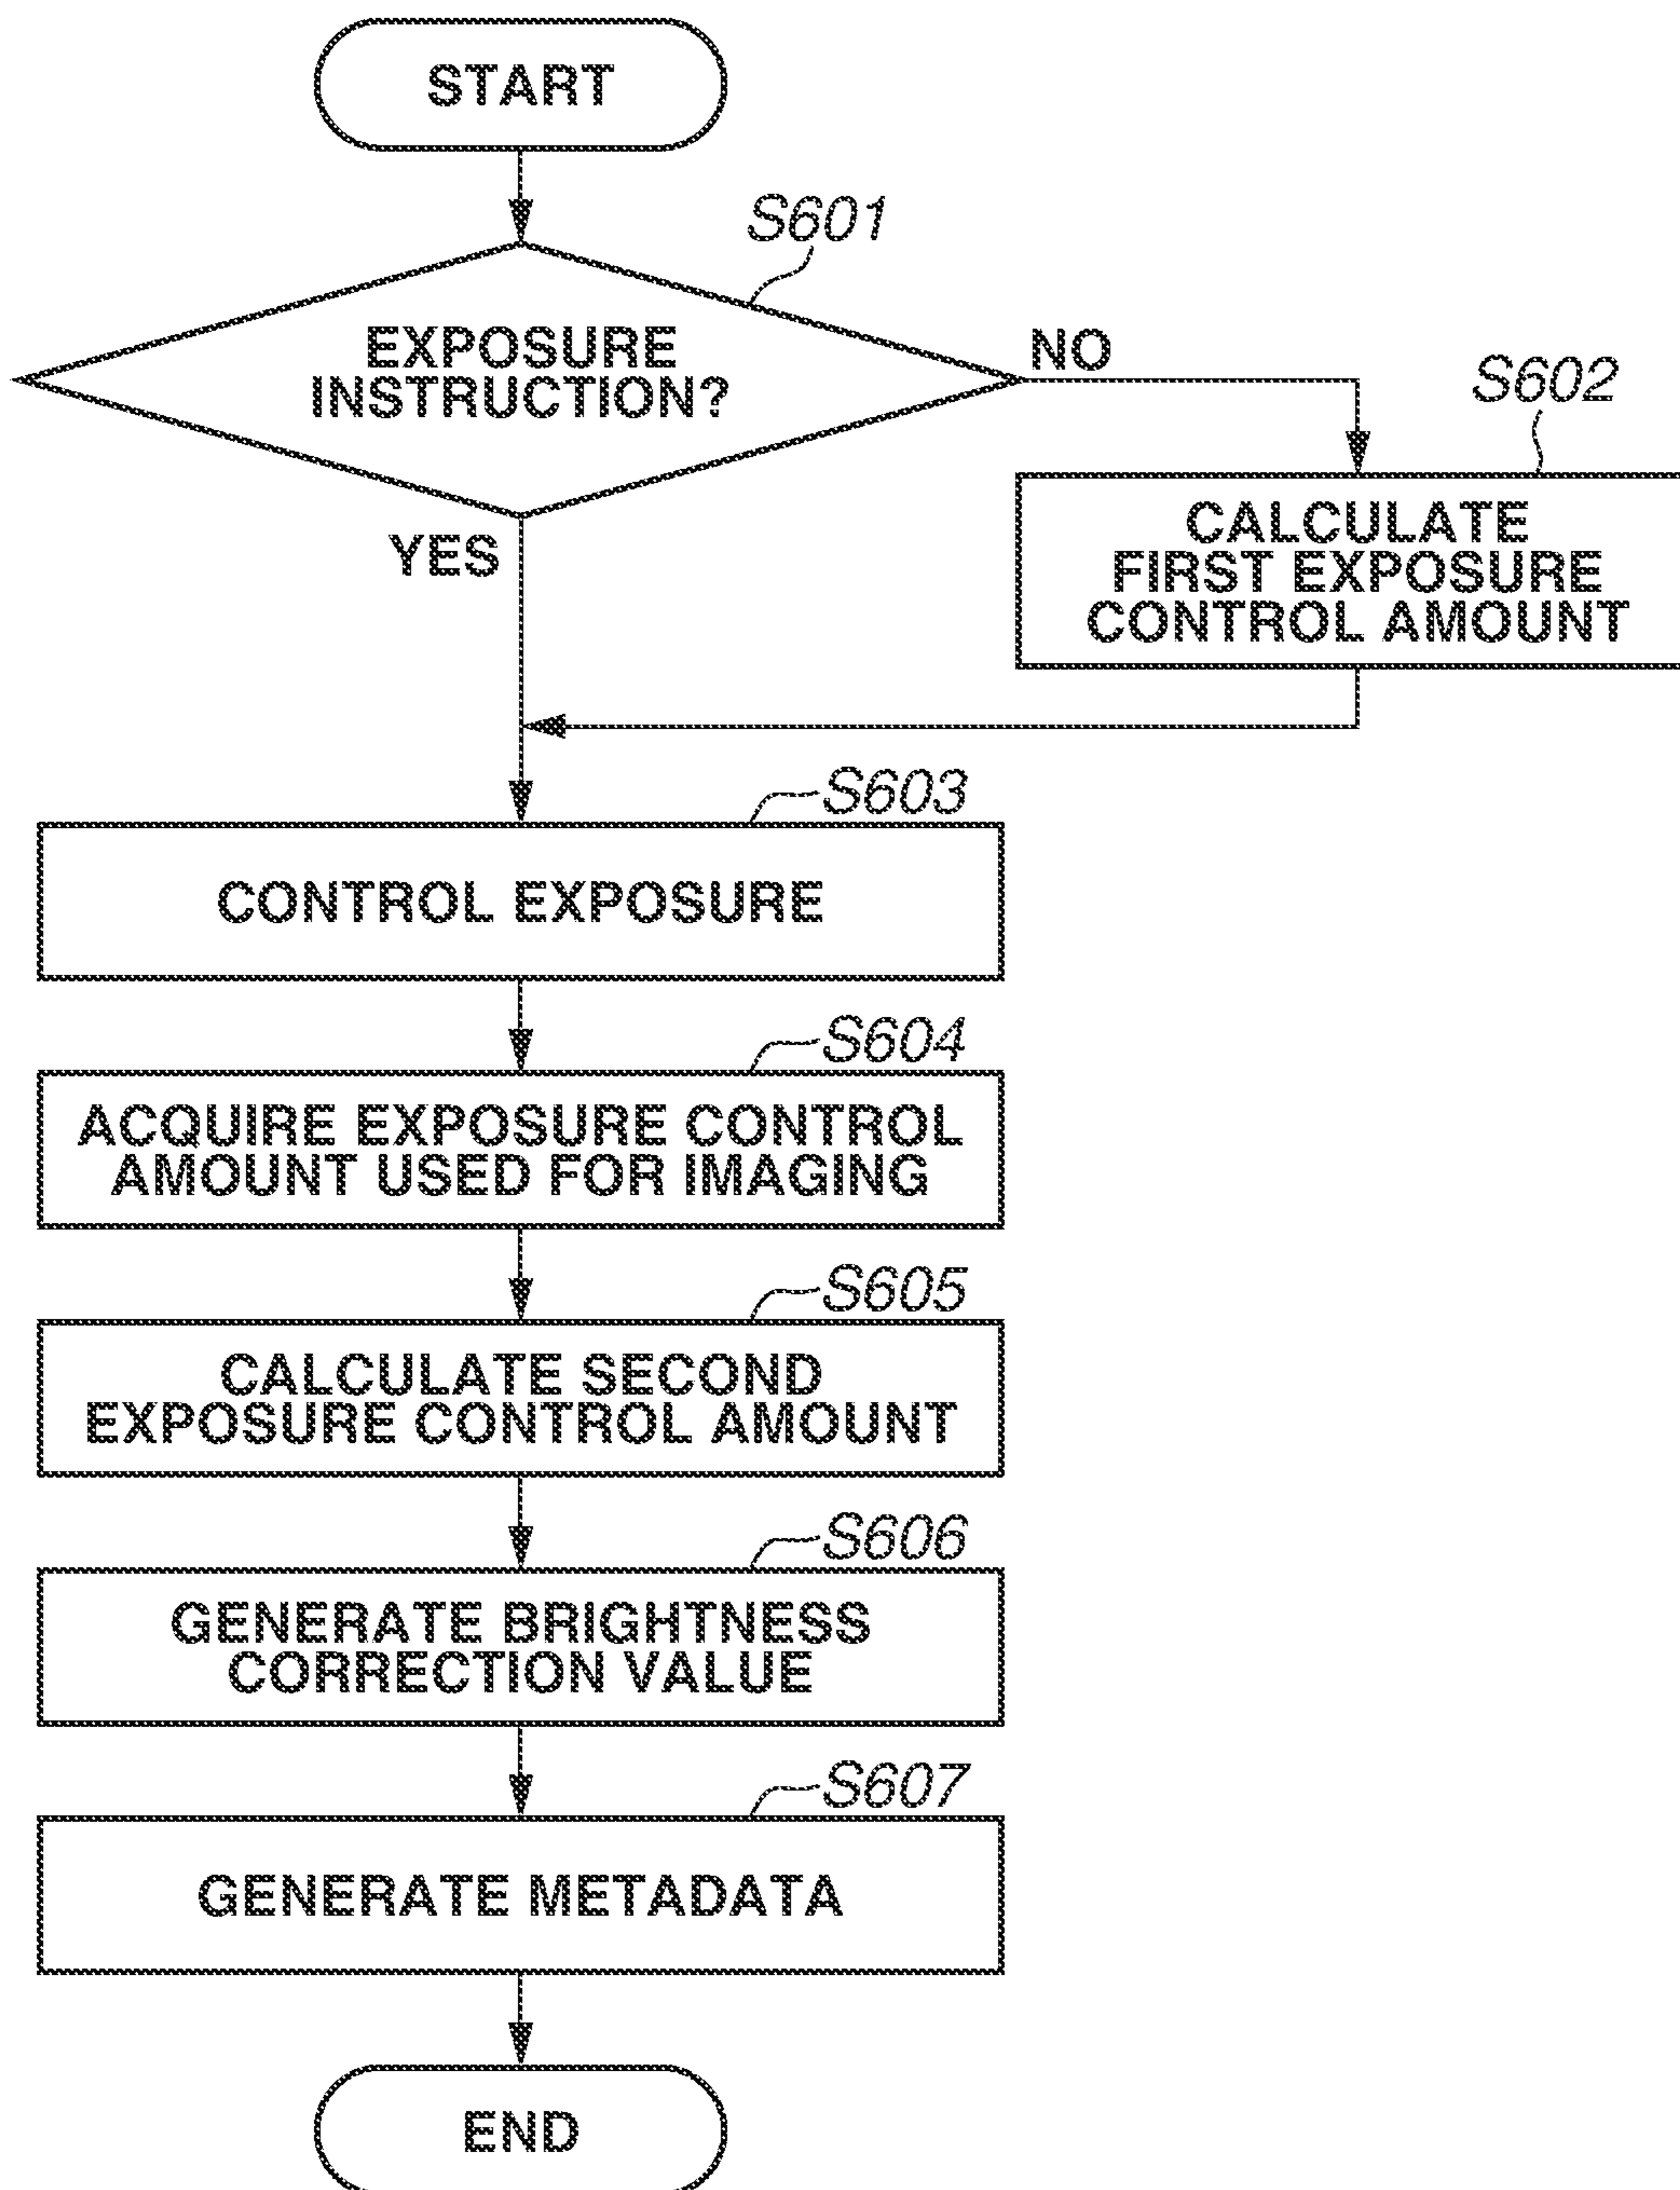 START
S601
EXPOSURE
INSTRUCTION?
NO
S602
CALCULATE
FIRST EXPOSURE
CONTROL AMOUNT
YES
S603
CONTROL EXPOSURE
S604
ACQUIRE EXPOSURE CONTROL
AMOUNT USED FOR IMAGING
S605
CALCULATE SECOND
EXPOSURE CONTROL AMOUNT
S606
GENERATE BRIGHTNESS
CORRECTION VALUE
S607
GENERATE METADATA
END